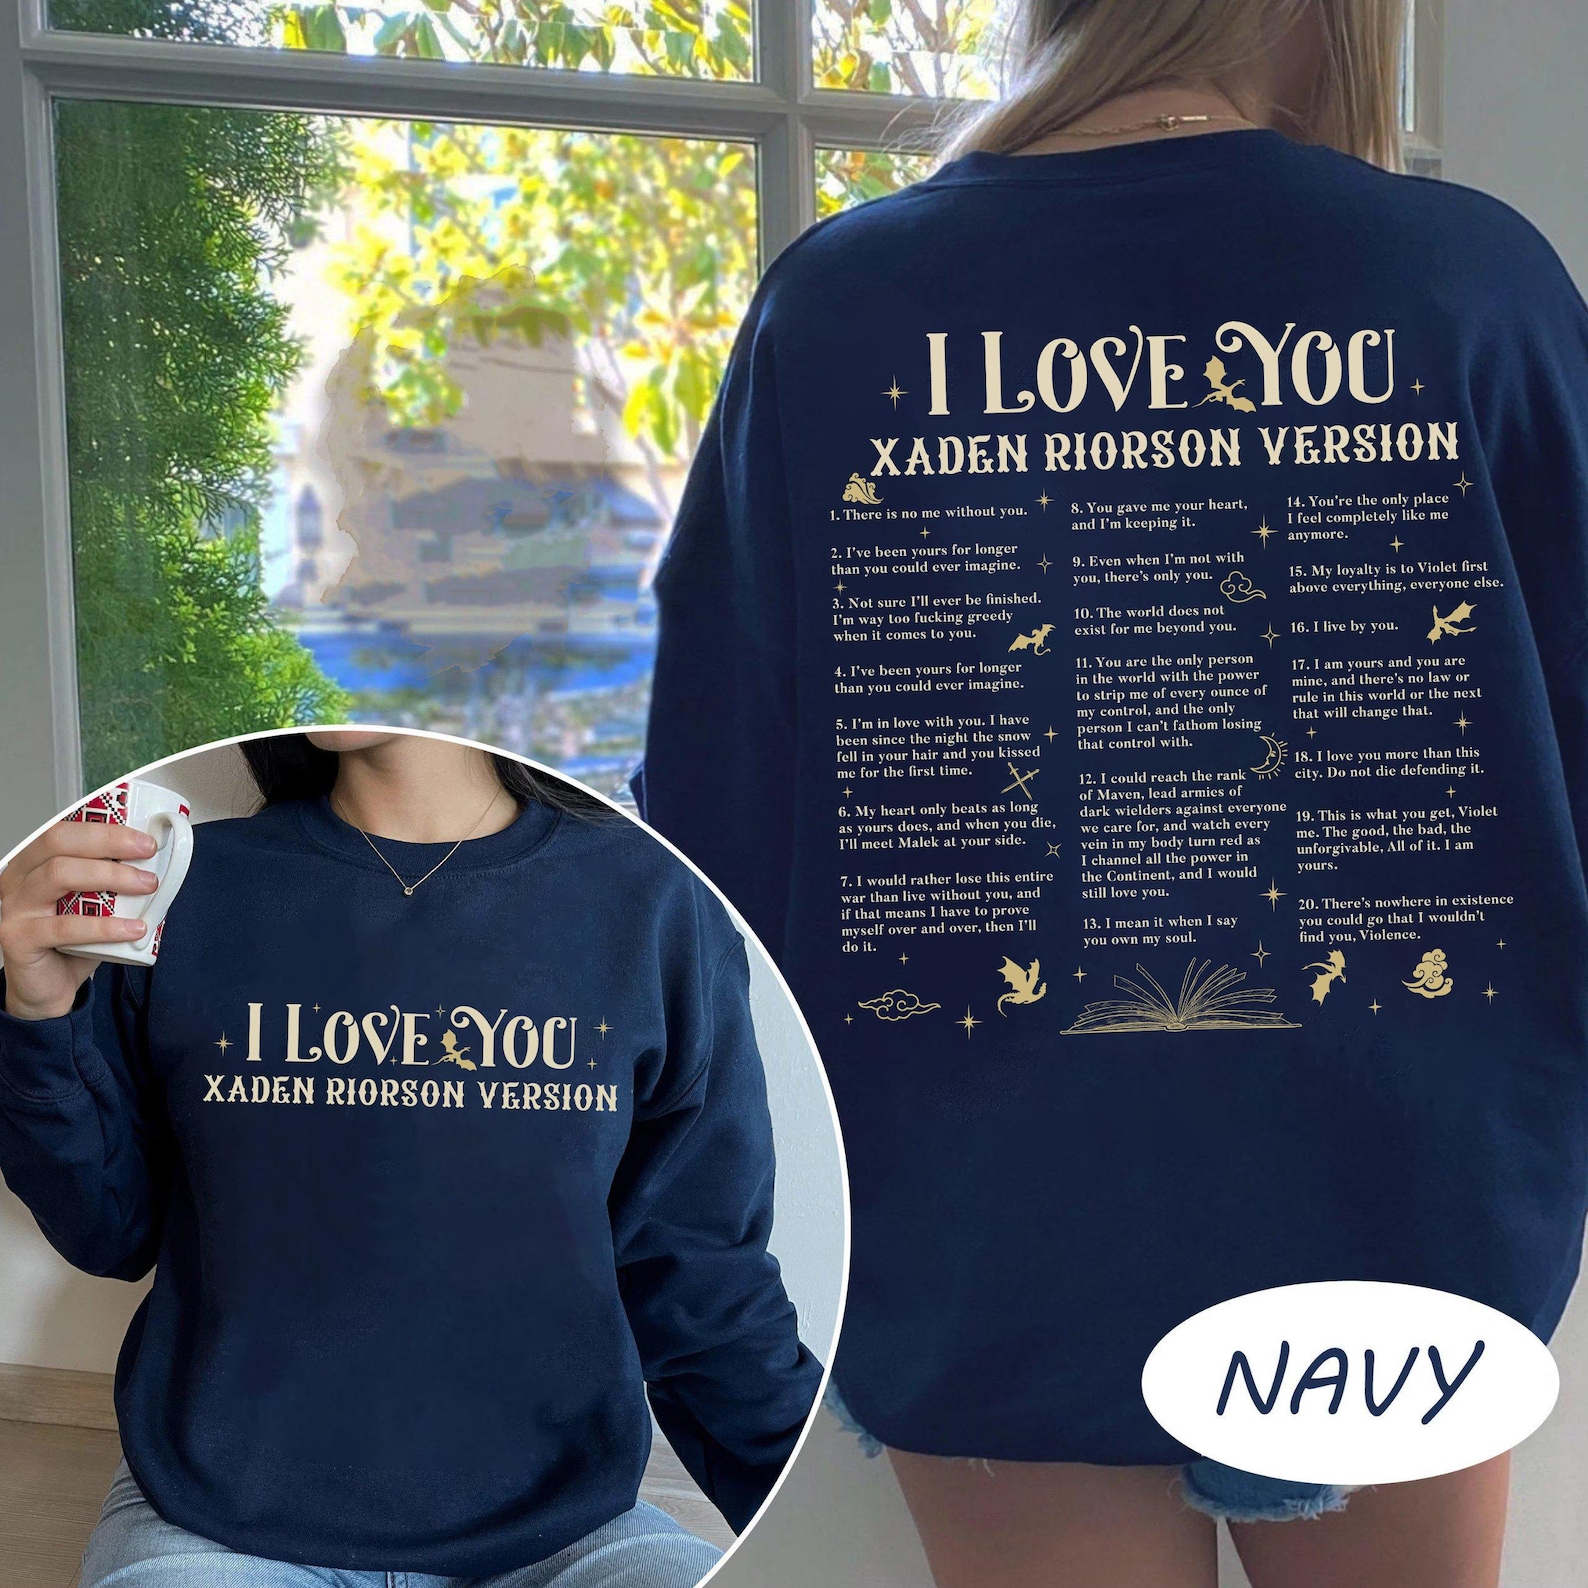 I LOVE YOU
XADEN RIORSON VERSION
1. There is no me without you.
2. I've been yours for longer
than you could ever imagine.
3. Not sure I'll ever be finished.
I'm way too fucking greedy
when it comes to you.
4. I've been yours for longer
than you could ever imagine.
5. I'm in love with you. I have
been since the night the snow
fell in your hair and you kissed
me for the first time.
6. My heart only beats as long
as yours does, and when you die,
I'll meet Malek at your side.
7. I would rather lose this entire
war than live without you, and
if that means I have to prove
myself over and over, then I'll
do it.
8. You gave me your heart,
and I'm keeping it.
9. Even when I'm not with
you, there's only you.
10. The world does not
exist for me beyond you.
11. You are the only person
in the world with the power
to strip me of every ounce of
my control, and the only
person I can't fathom losing
that control with.
12. I could reach the rank
of Maven, lead armies of
dark wielders against everyone
we care for, and watch every
vein in my body turn red as
I channel all the power in
the Continent, and I would
still love you.
13. I mean it when I say
you own my soul.
14. You're the only place
I feel completely like me
anymore.
15. My loyalty is to Violet first
above everything, everyone else.
16. I live by you.
17. I am yours and you are
mine, and there's no law or
rule in this world or the next
that will change that.
18. I love you more than this
city. Do not die defending it.
19. This is what you get, Violet
me. The good, the bad, the
unforgivable, All of it. I am
yours.
20. There's nowhere in existence
you could go that I wouldn't
find you, Violence.
I LOVE YOU
XADEN RIORSON VERSION
NAVY